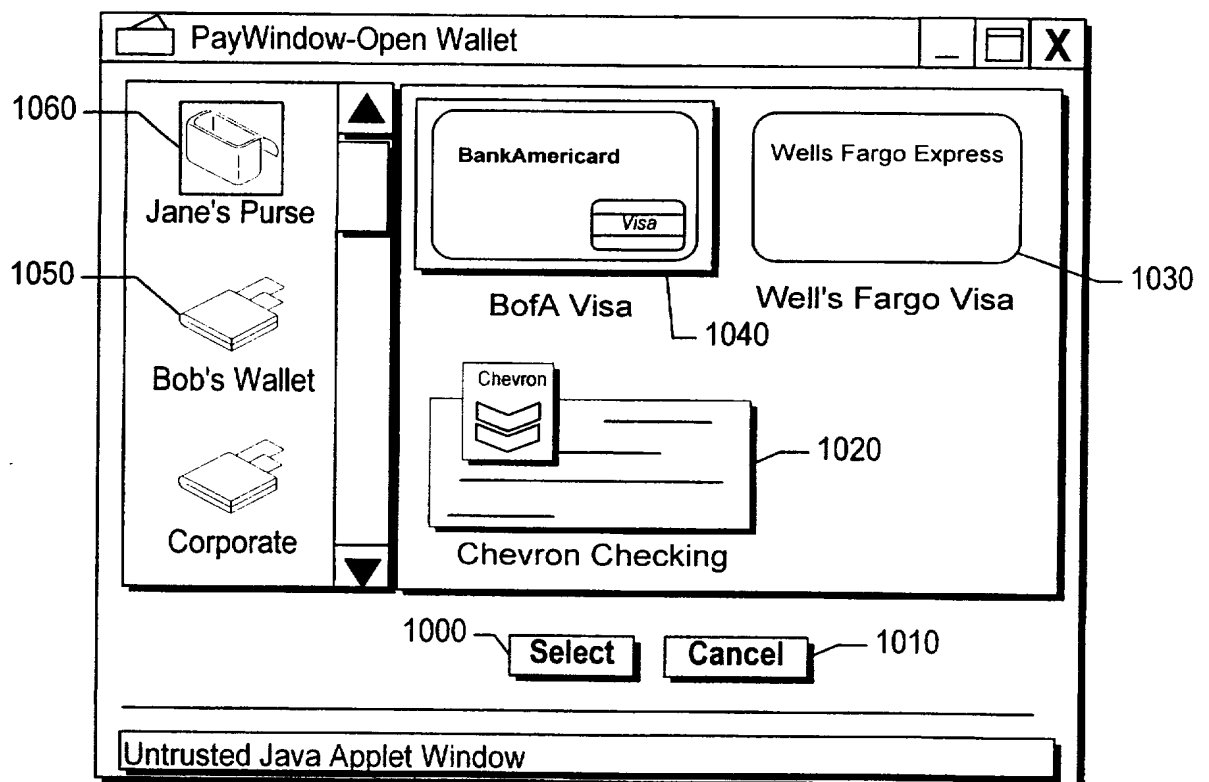 PayWindow-Open Wallet
_ X
1060
Jane's Purse
1050
Bob's Wallet
Corporate
BankAmericard
Visa
BofA Visa
1040
Wells Fargo Express
Well's Fargo Visa
1030
Chevron
1020
Chevron Checking
1000
Select
Cancel
1010
Untrusted Java Applet Window